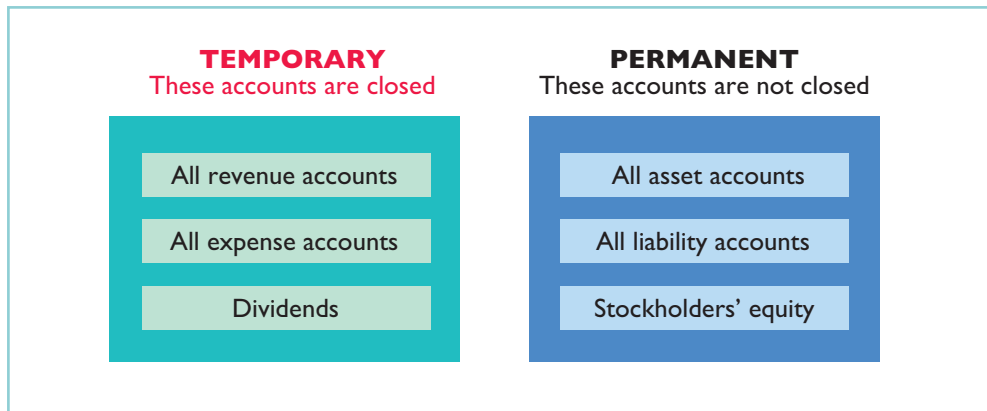 TEMPORARY
These accounts are closed
All revenue accounts
All expense accounts
Dividends
PERMANENT
These accounts are not closed
All asset accounts
All liability accounts
Stockholders’ equity